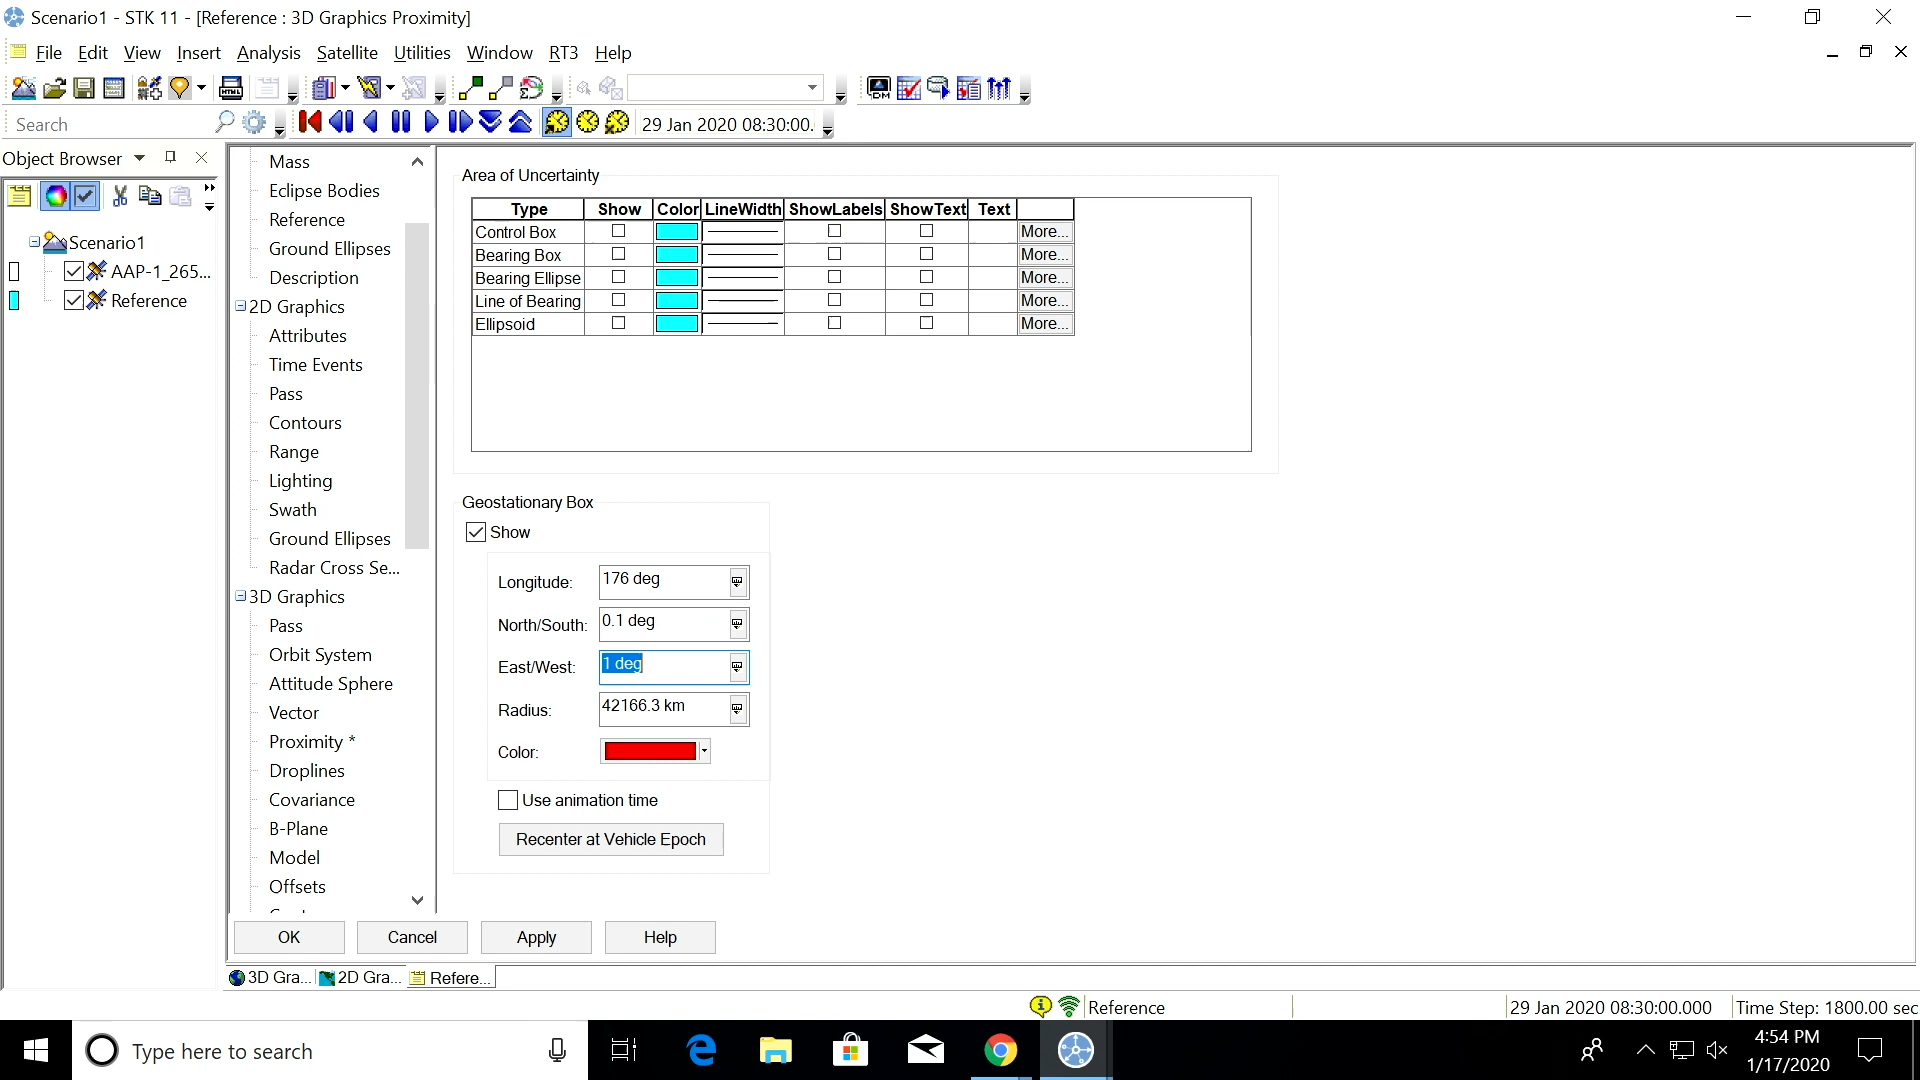 Scenario1 - STK 11 - [Reference : 3D Graphics Proximity]
File Edit View Insert Analysis Satellite Utilities Window RT3 Help
Search
29 Jan 2020 08:30:00.
Object Browser
Scenario1
AAP-1_265...
Reference
Mass
Eclipse Bodies
Reference
Ground Ellipses
Description
2D Graphics
Attributes
Time Events
Pass
Contours
Range
Lighting
Swath
Ground Ellipses
Radar Cross Se...
3D Graphics
Pass
Orbit System
Attitude Sphere
Vector
Proximity *
Droplines
Covariance
B-Plane
Model
Offsets
Area of Uncertainty
Type Show Color LineWidth ShowLabels ShowText Text
Control Box More...
Bearing Box More...
Bearing Ellipse More...
Line of Bearing More...
Ellipsoid More...
Geostationary Box
Show
Longitude: 176 deg
North/South: 0.1 deg
East/West: 1 deg
Radius: 42166.3 km
Color:
Use animation time
Recenter at Vehicle Epoch
OK Cancel Apply Help
3D Gra... 2D Gra... Refere...
Reference 29 Jan 2020 08:30:00.000 Time Step: 1800.00 sec
Type here to search
4:54 PM
1/17/2020